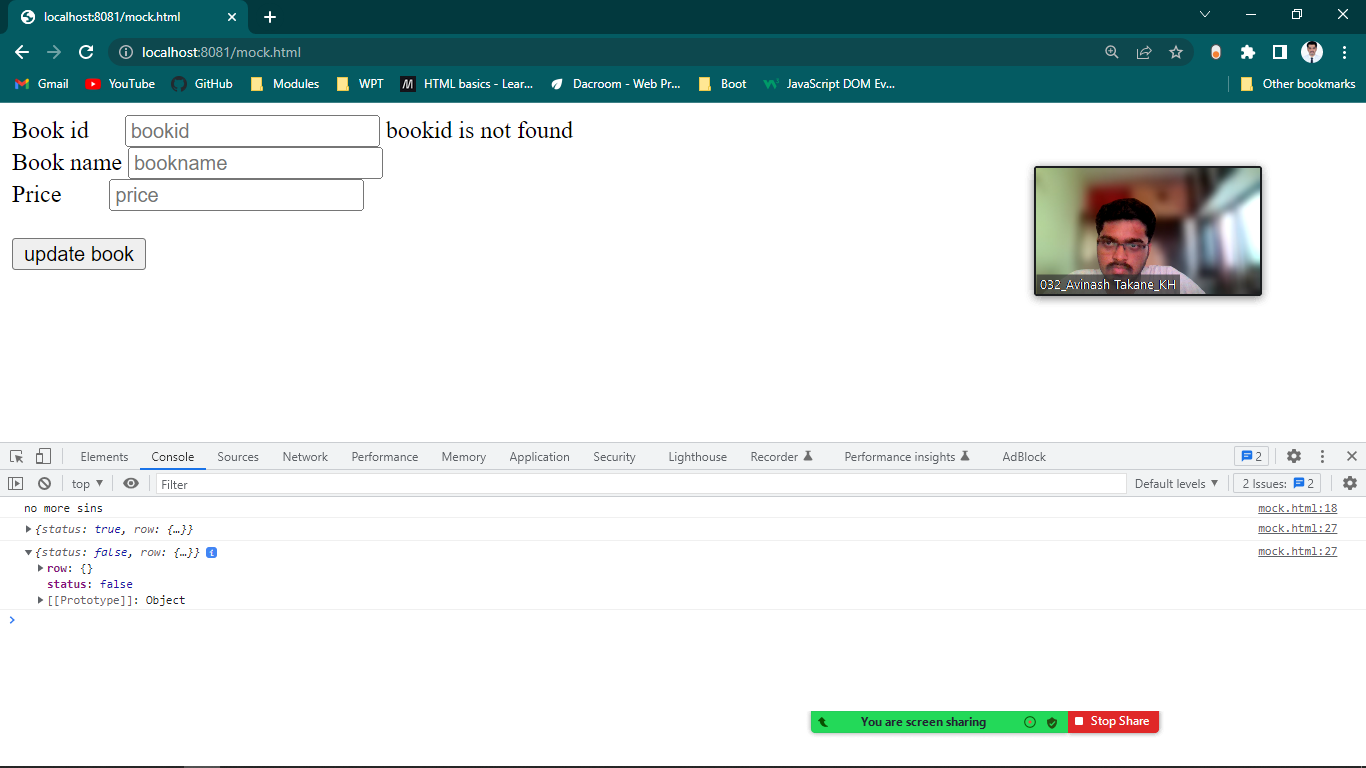 localhost:8081/mock.html
localhost:8081/mock.html
Gmail YouTube GitHub Modules WPT HTML basics - Lear... Dacroom - Web Pr... Boot JavaScript DOM Ev... Other bookmarks
Book id bookid bookid is not found
Book name bookname
Price price
update book
032_Avinash Takane_KH
Elements Console Sources Network Performance Memory Application Security Lighthouse Recorder Performance insights AdBlock 2
top ▼ Filter Default levels ▼ 2 Issues: 2
no more sins mock.html:18
▶{status: true, row: {…}} mock.html:27
▼{status: false, row: {…}} i mock.html:27
▶row: {}
status: false
▶[[Prototype]]: Object
>
You are screen sharing Stop Share